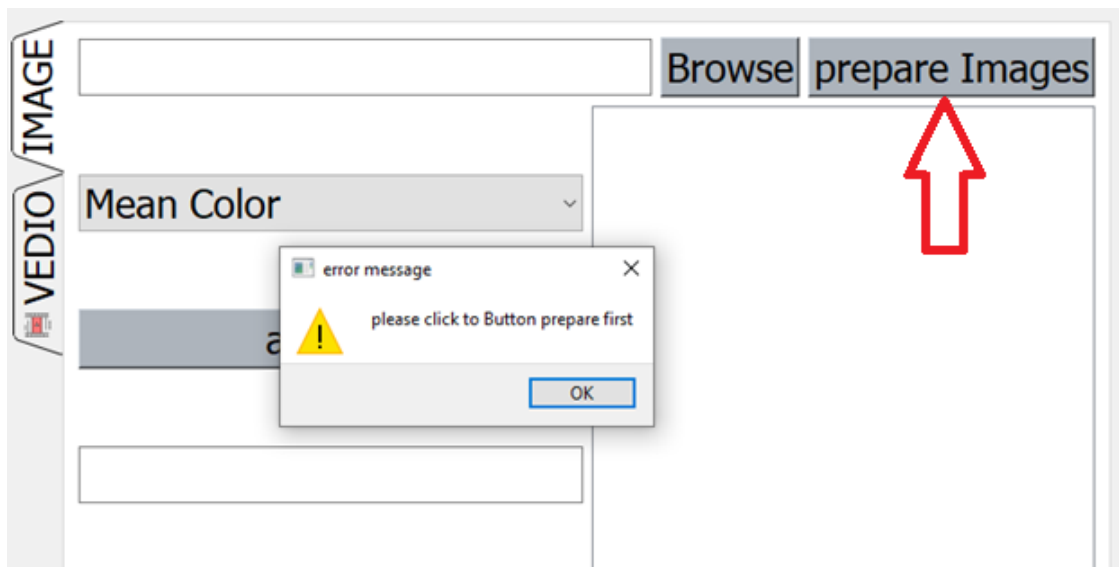 IMAGE
VEDIO
Browse
prepare Images
Mean Color
error message
please click to Button prepare first
OK